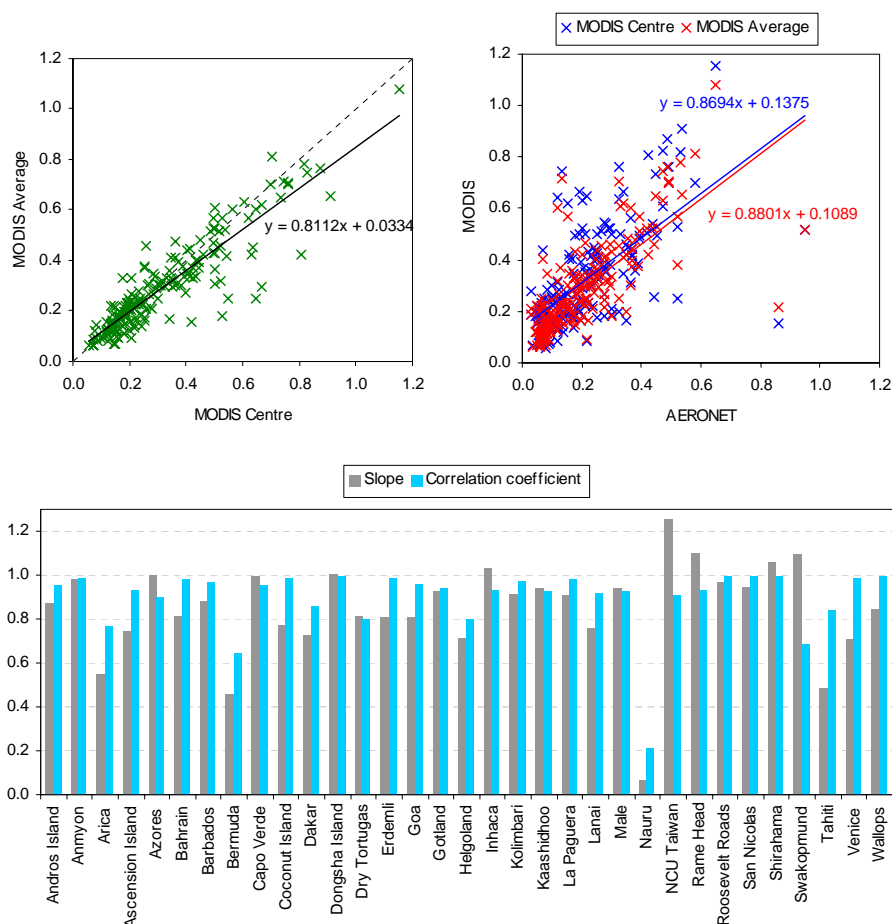 MODIS Centre MODIS Average
1.2
1.0
0.8
0.6
0.4
0.2
0.0
0.0 0.2 0.4 0.6 0.8 1.0 1.2
MODIS Average
MODIS Centre
y = 0.8112x + 0.0334
1.2
1.0
0.8
0.6
0.4
0.2
0.0
0.0 0.2 0.4 0.6 0.8 1.0 1.2
MODIS
AERONET
y = 0.8694x + 0.1375
y = 0.8801x + 0.1089
Slope Correlation coefficient
1.2
1.0
0.8
0.6
0.4
0.2
0.0
Andros Island
Anmyon
Arica
Ascension Island
Azores
Bahrain
Barbados
Bermuda
Capo Verde
Coconut Island
Dakar
Dongsha Island
Dry Tortugas
Erdemli
Goa
Gotland
Helgoland
Inhaca
Kolimbari
Kaashidhoo
La Paguera
Lanai
Male
Nauru
NCU Taiwan
Rame Head
Roosevelt Roads
San Nicolas
Shirahama
Swakopmund
Tahiti
Venice
Wallops